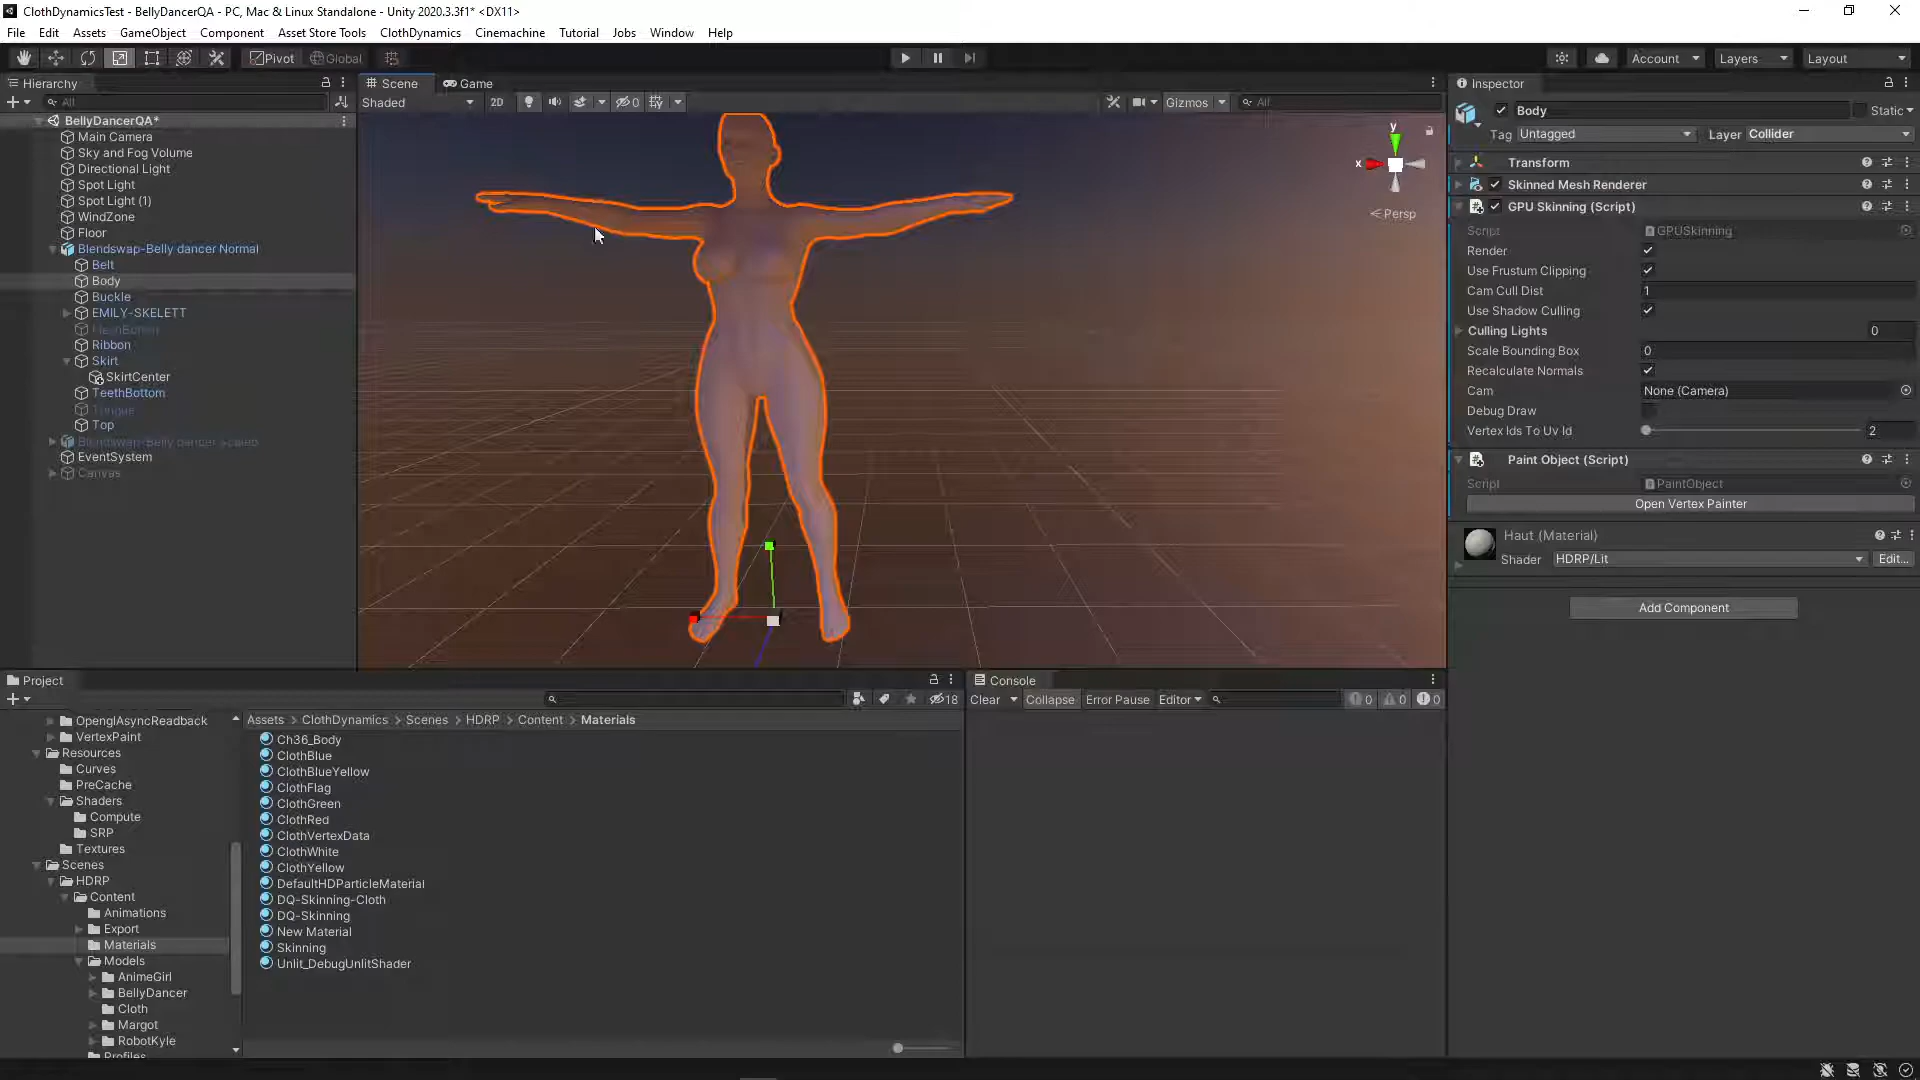 ClothDynamicsTest - BellyDancerQA - PC, Mac & Linux Standalone - Unity 2020.3.3f1* <DX11>
File Edit Assets GameObject Component Asset Store Tools ClothDynamics Cinemachine Tutorial Jobs Window Help
Pivot Global Account Layers Layout
Hierarchy
All
BellyDancerQA*
Main Camera
Sky and Fog Volume
Directional Light
Spot Light
Spot Light (1)
WindZone
Floor
Blendswap-Belly dancer Normal
Belt
Body
Buckle
EMILY-SKELETT
Ribbon
Skirt
SkirtCenter
TeethBottom
Tongue
Top
Blendswap-Belly dancer Scaled
EventSystem
Canvas
Scene Game
Shaded 2D 0 Gizmos All
y
x
Persp
Inspector
Body Static
Tag Untagged Layer Collider
Transform
Skinned Mesh Renderer
GPU Skinning (Script)
Script GPUSkinning
Render
Use Frustum Clipping
Cam Cull Dist 1
Use Shadow Culling
Culling Lights 0
Scale Bounding Box 0
Recalculate Normals
Cam None (Camera)
Debug Draw
Vertex Ids To Uv Id 2
Paint Object (Script)
Script PaintObject
Open Vertex Painter
Haut (Material)
Shader HDRP/Lit Edit...
Add Component
Project
18
OpenglAsyncReadback
VertexPaint
Resources
Curves
PreCache
Shaders
Compute
SRP
Textures
Scenes
HDRP
Content
Animations
Export
Materials
Models
AnimeGirl
BellyDancer
Cloth
Margot
RobotKyle
Profiles
Assets > ClothDynamics > Scenes > HDRP > Content > Materials
Ch36_Body
ClothBlue
ClothBlueYellow
ClothFlag
ClothGreen
ClothRed
ClothVertexData
ClothWhite
ClothYellow
DefaultHDParticleMaterial
DQ-Skinning-Cloth
DQ-Skinning
New Material
Skinning
Unlit_DebugUnlitShader
Console
Clear Collapse Error Pause Editor 0 0 0